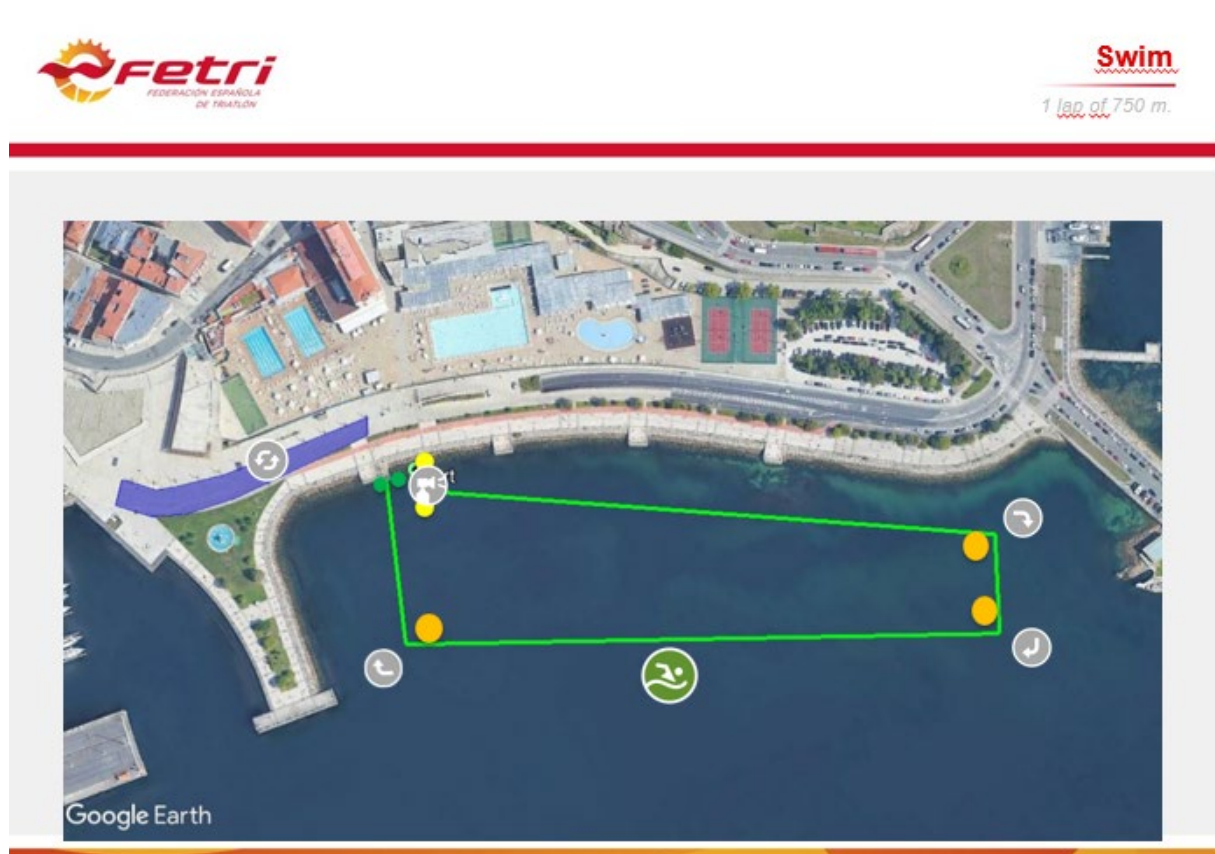 fetri
FEDERACIÓN ESPAÑOLA
DE TRIATLÓN
Swim
1 lap of 750 m.
Google Earth